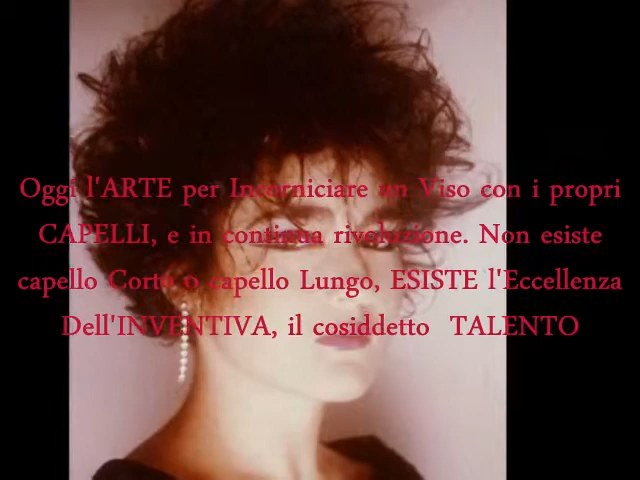 Oggi l'ARTE per Incorniciare un Viso con i propri
CAPELLI, e in continua rivoluzione. Non esiste
capello Corto o capello Lungo, ESISTE l'Eccellenza
Dell'INVENTIVA, il cosiddetto TALENTO